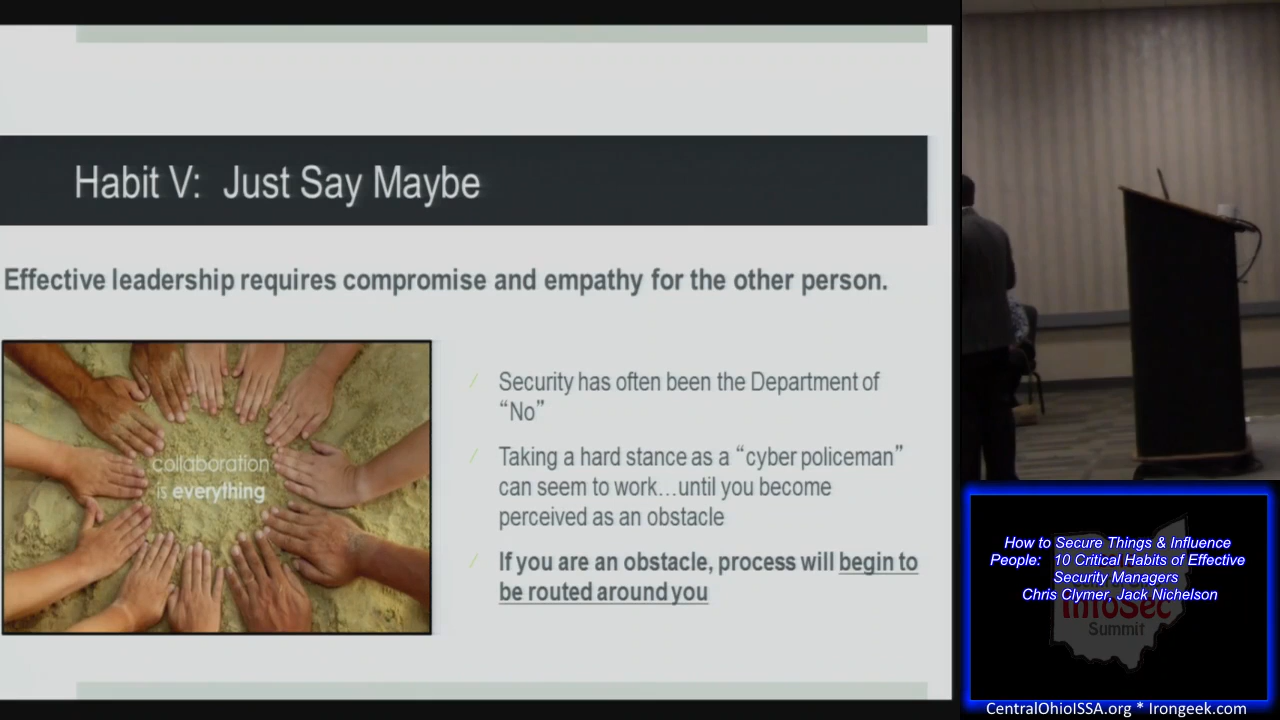 Habit V: Just Say Maybe
Effective leadership requires compromise and empathy for the other person.
collaboration
is everything
Security has often been the Department of
“No”
Taking a hard stance as a “cyber policeman”
can seem to work…until you become
perceived as an obstacle
If you are an obstacle, process will begin to
be routed around you
How to Secure Things & Influence
People: 10 Critical Habits of Effective
Security Managers
Chris Clymer, Jack Nichelson
InfoSec
Summit
CentralOhioISSA.org * Irongeek.com